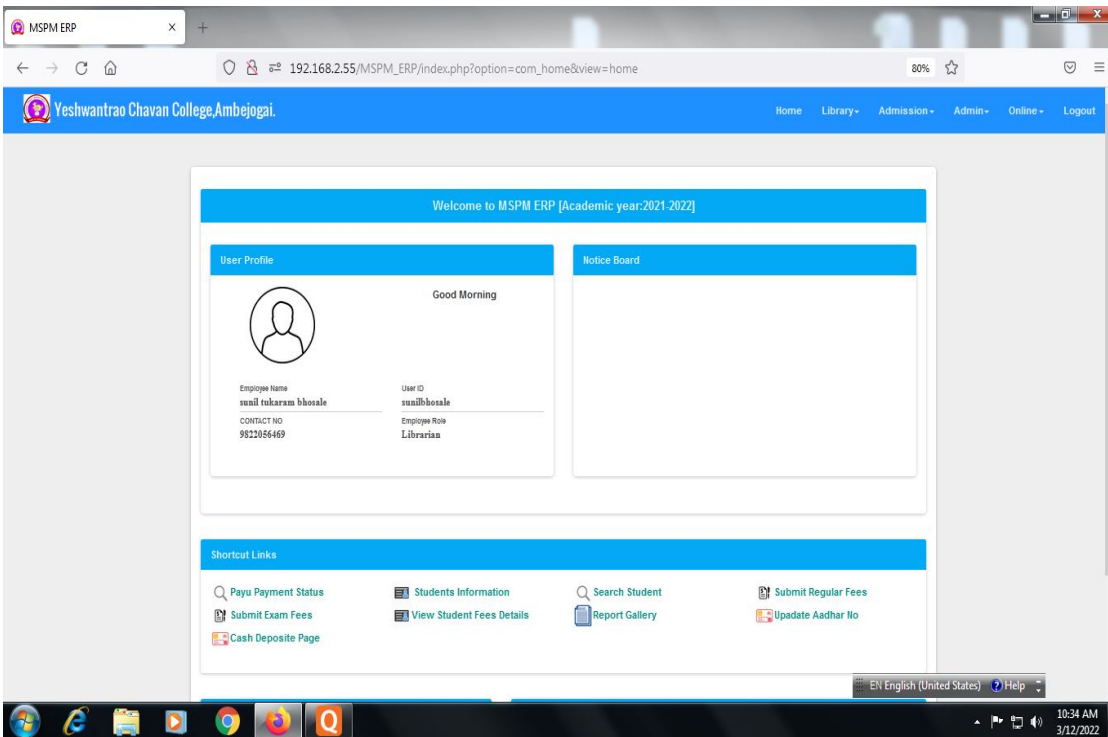 MSPM ERP
192.168.2.55/MSPM_ERP/index.php?option=com_home&view=home
80%
Yeshwantrao Chavan College,Ambejogai.
Home Library Admission Admin Online Logout
Welcome to MSPM ERP [Academic year:2021-2022]
User Profile
Good Morning
Employee Name
sunil tukaram bhosale
User ID
sunilbhosale
CONTACT NO
9822056469
Employee Role
Librarian
Notice Board
Shortcut Links
Payu Payment Status Students Information Search Student Submit Regular Fees
Submit Exam Fees View Student Fees Details Report Gallery Upadate Aadhar No
Cash Deposite Page
EN English (United States) Help
10:34 AM
3/12/2022